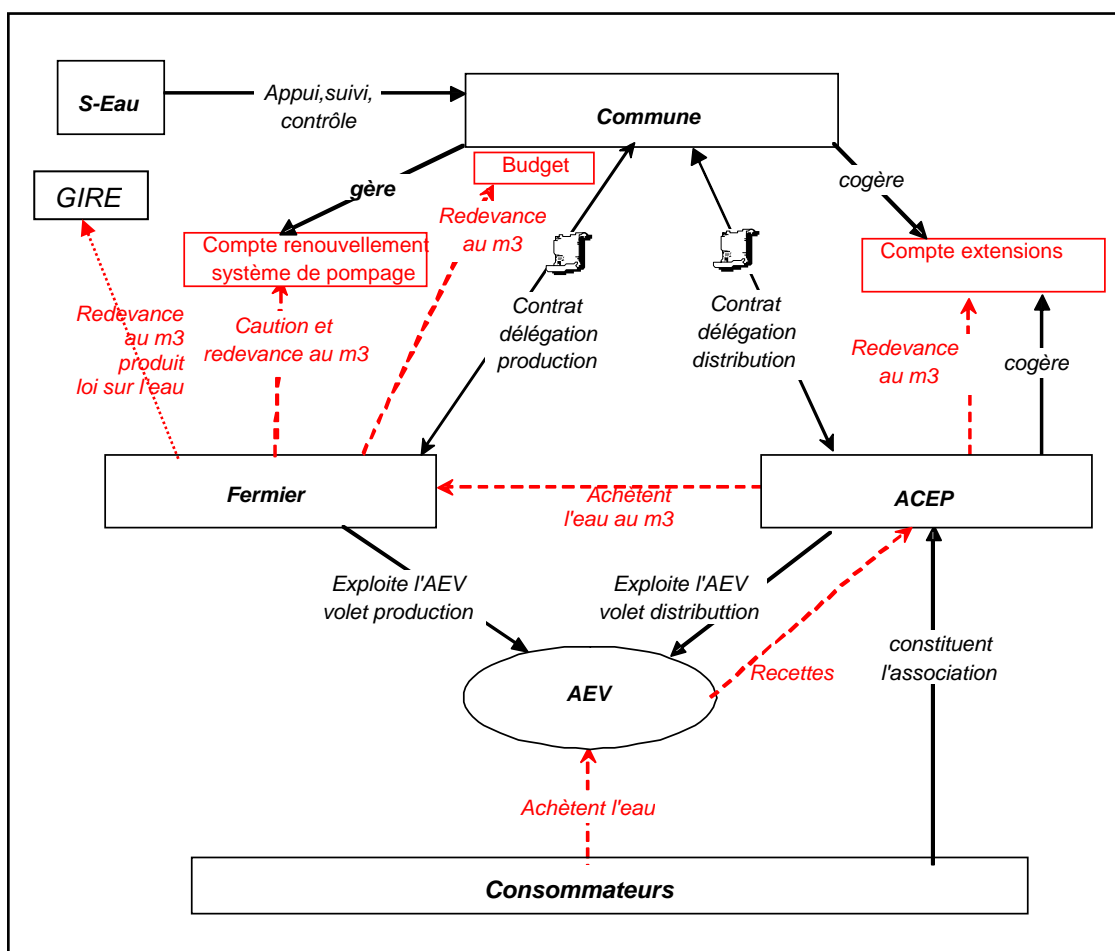 S-Eau
Appui,suivi,
contrôle
Commune
Budget
gère
cogère
GIRE
Redevance
au m3
Compte renouvellement
système de pompage
Compte extensions
Redevance
au m3
produit
loi sur l'eau
Caution et
redevance au m3
Contrat
délégation
production
Contrat
délégation
distribution
Redevance
au m3
cogère
Fermier
Achètent
l'eau au m3
ACEP
Exploite l'AEV
volet production
Exploite l'AEV
volet distributtion
constituent
l'association
Recettes
AEV
Achètent l'eau
Consommateurs